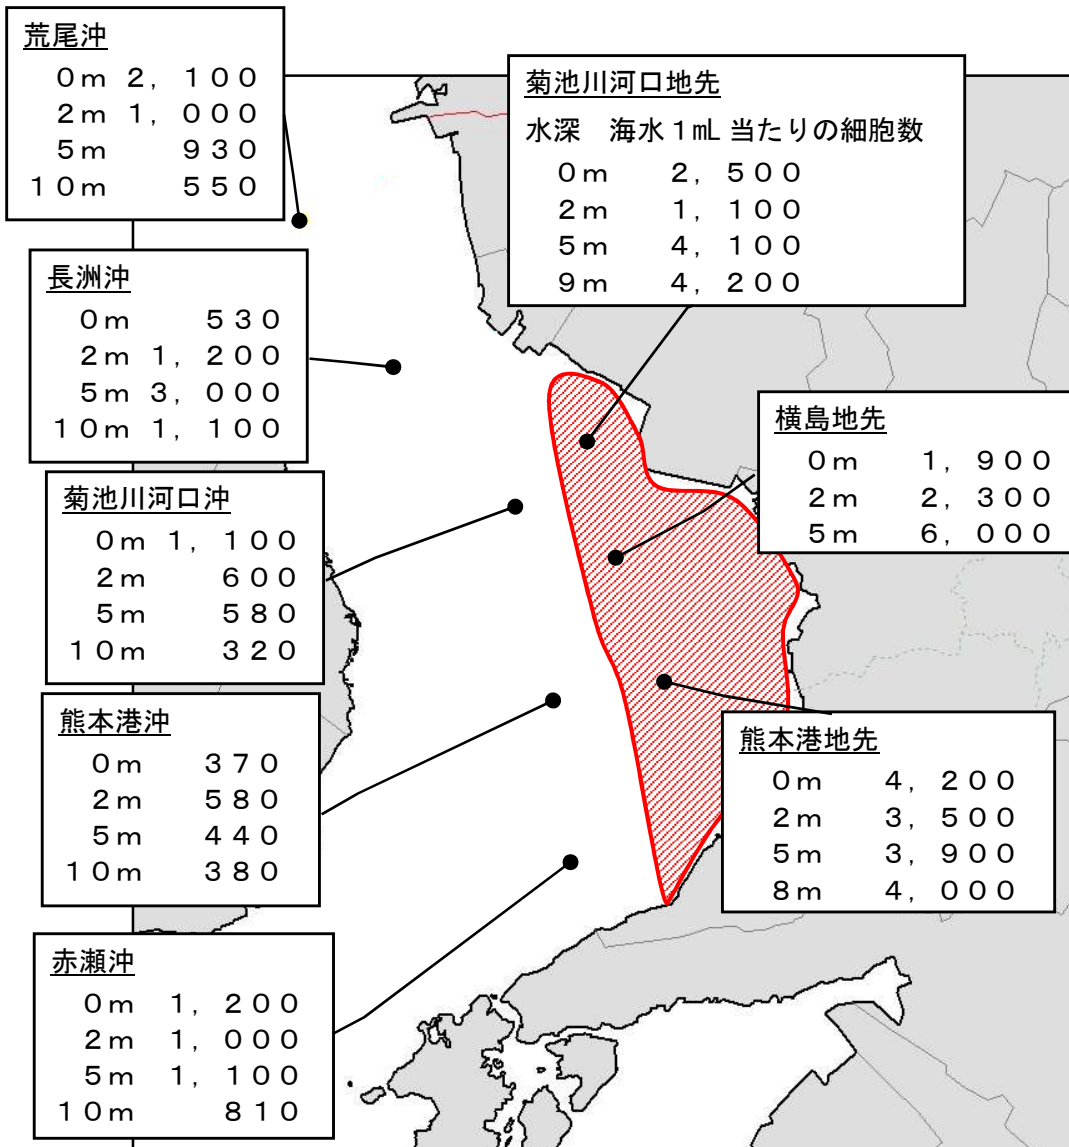 荒尾沖
0m 2,100
2m 1,000
5m 930
10m 550
菊池川河口地先
水深 海水1mL当たりの細胞数
0m 2,500
2m 1,100
5m 4,100
9m 4,200
長洲沖
0m 530
2m 1,200
5m 3,000
10m 1,100
横島地先
0m 1,900
2m 2,300
5m 6,000
菊池川河口沖
0m 1,100
2m 600
5m 580
10m 320
熊本港沖
0m 370
2m 580
5m 440
10m 380
熊本港地先
0m 4,200
2m 3,500
5m 3,900
8m 4,000
赤瀬沖
0m 1,200
2m 1,000
5m 1,100
10m 810